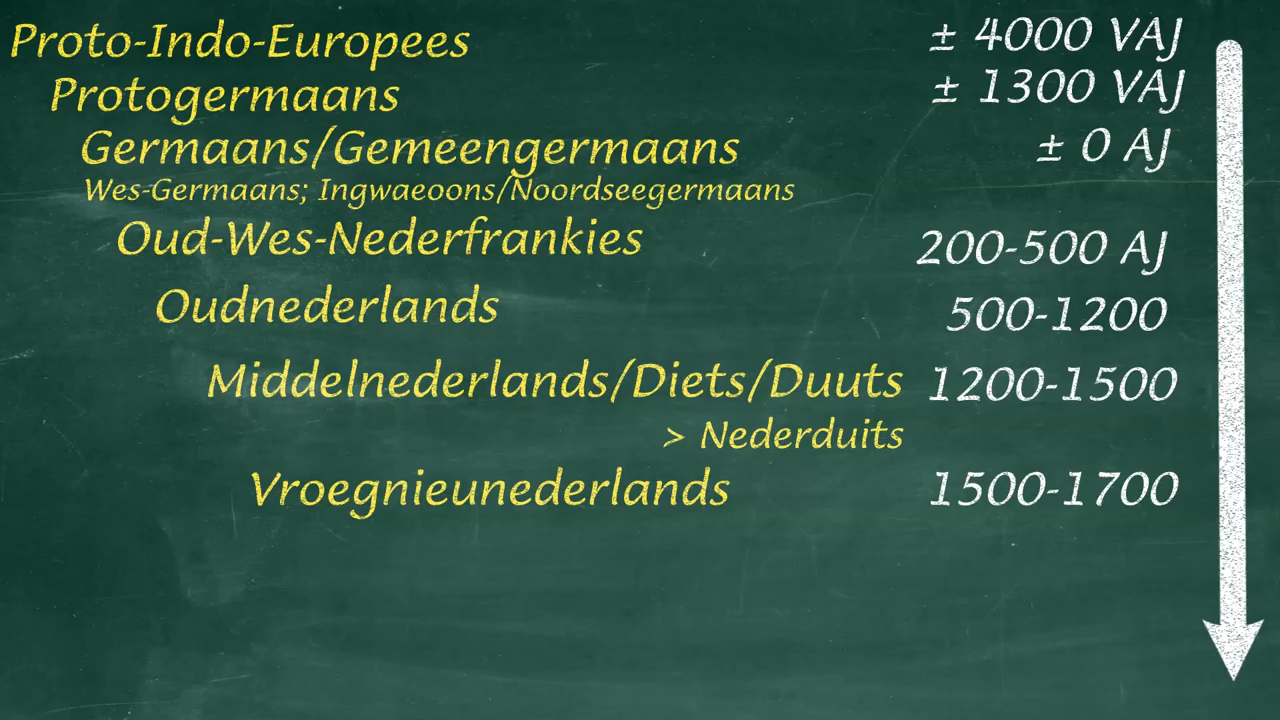 Proto-Indo-Europees ± 4000 VAJ
Protogermaans ± 1300 VAJ
Germaans/Gemeengermaans ± 0 AJ
Wes-Germaans; Ingwaeoons/Noordseegermaans
Oud-Wes-Nederfrankies 200-500 AJ
Oudnederlands 500-1200
Middelnederlands/Diets/Duuts 1200-1500
> Nederduits
Vroegnieunederlands 1500-1700